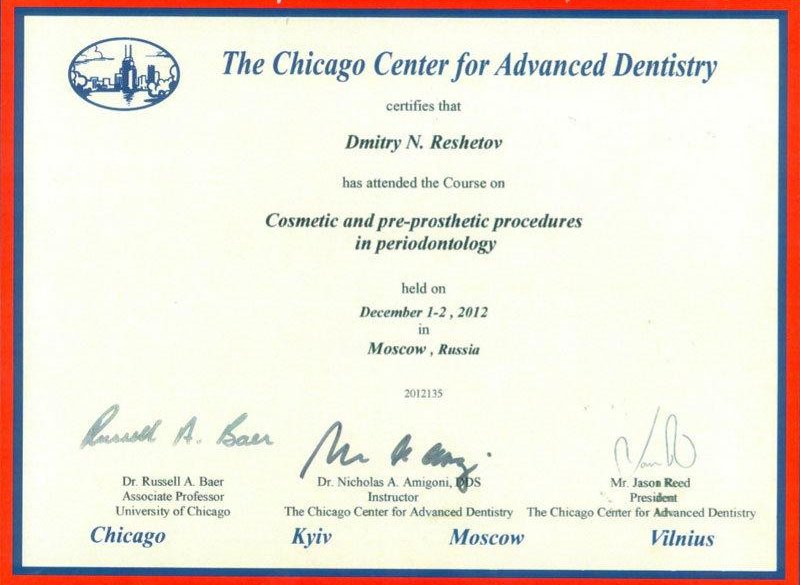 The Chicago Center for Advanced Dentistry
certifies that
Dmitry N. Reshetov
has attended the Course on
Cosmetic and pre-prosthetic procedures
in periodontology
held on
December 1-2 , 2012
in
Moscow , Russia
2012135
Russell A. Baer
Dr. Russell A. Baer
Associate Professor
University of Chicago
Dr. Nicholas A. Amigoni, DDS
Instructor
The Chicago Center for Advanced Dentistry
Mr. Jason Reed
President
The Chicago Center for Advanced Dentistry
Chicago Kyiv Moscow Vilnius